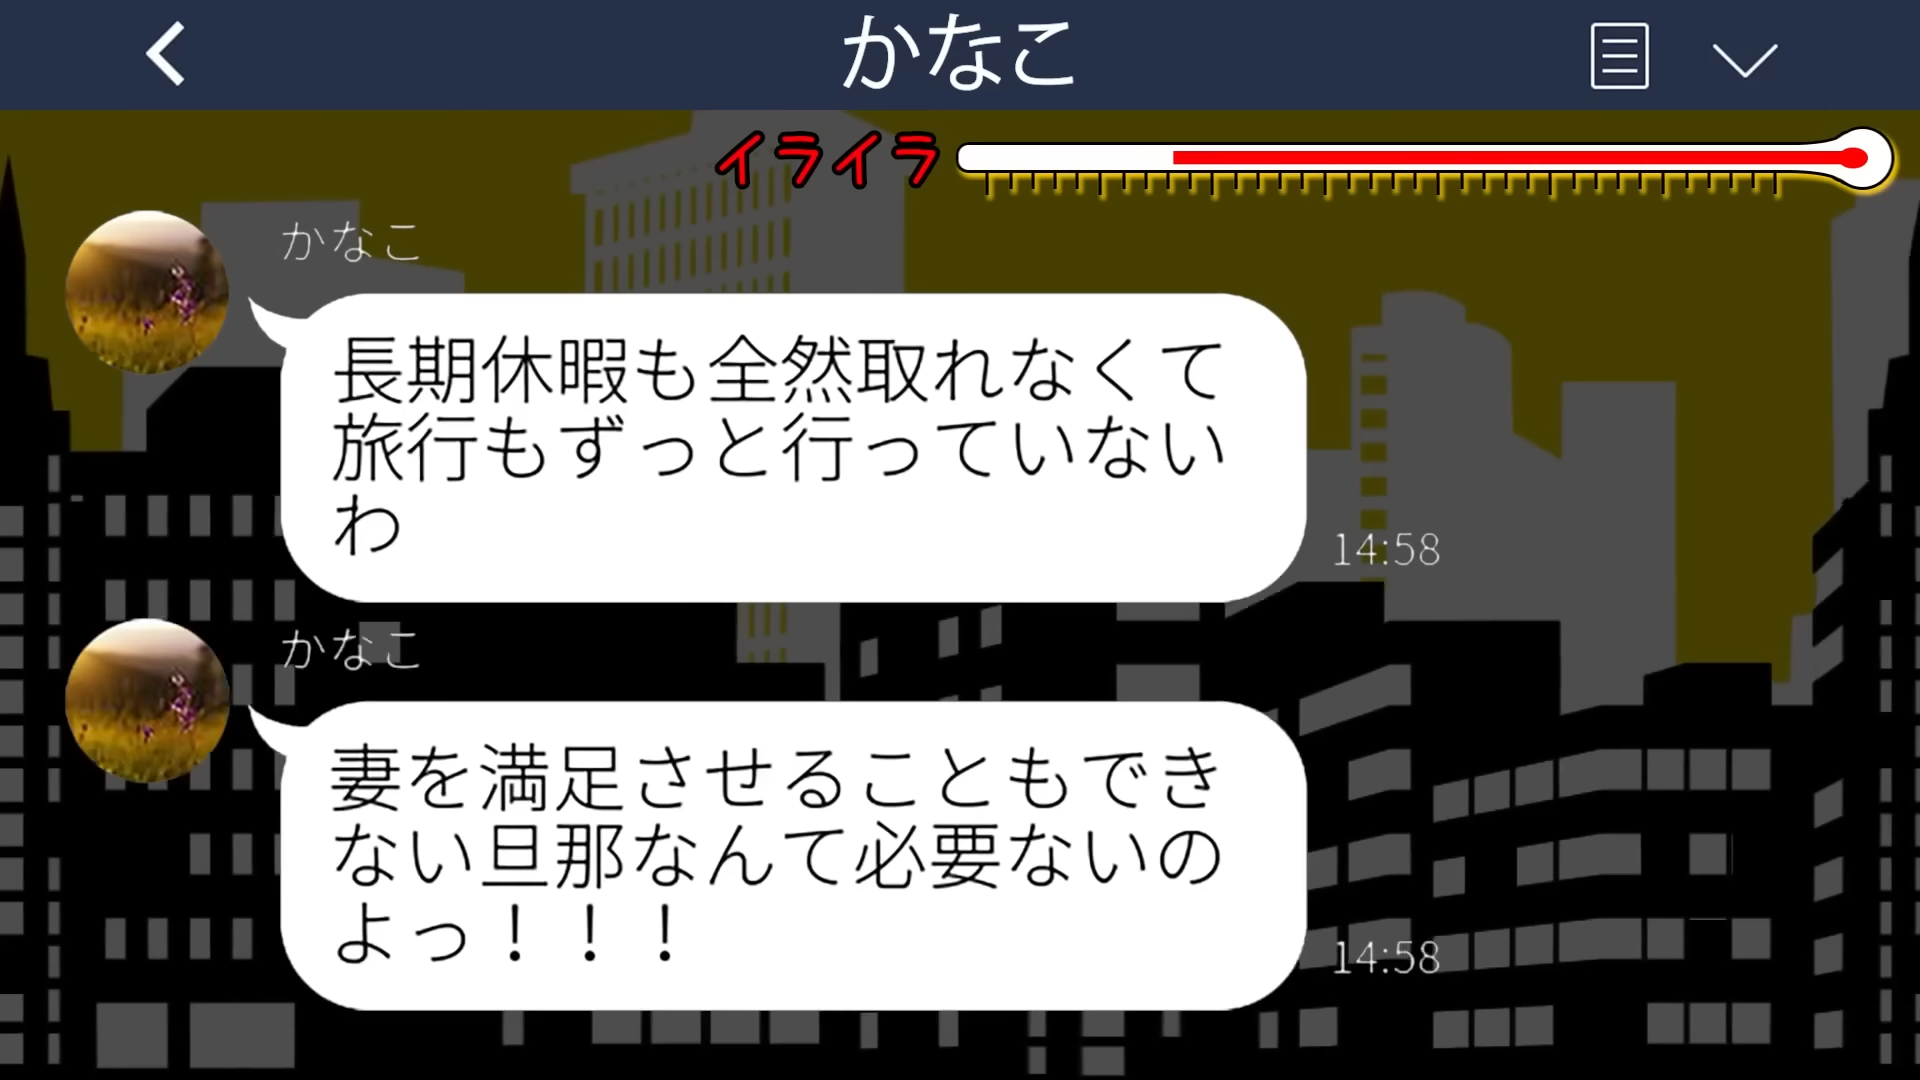 かなこ
イライラ
かなこ
長期休暇も全然取れなくて
旅行もずっと行っていない
わ
14:58
かなこ
妻を満足させることもでき
ない旦那なんて必要ないの
よっ！！！
14:58